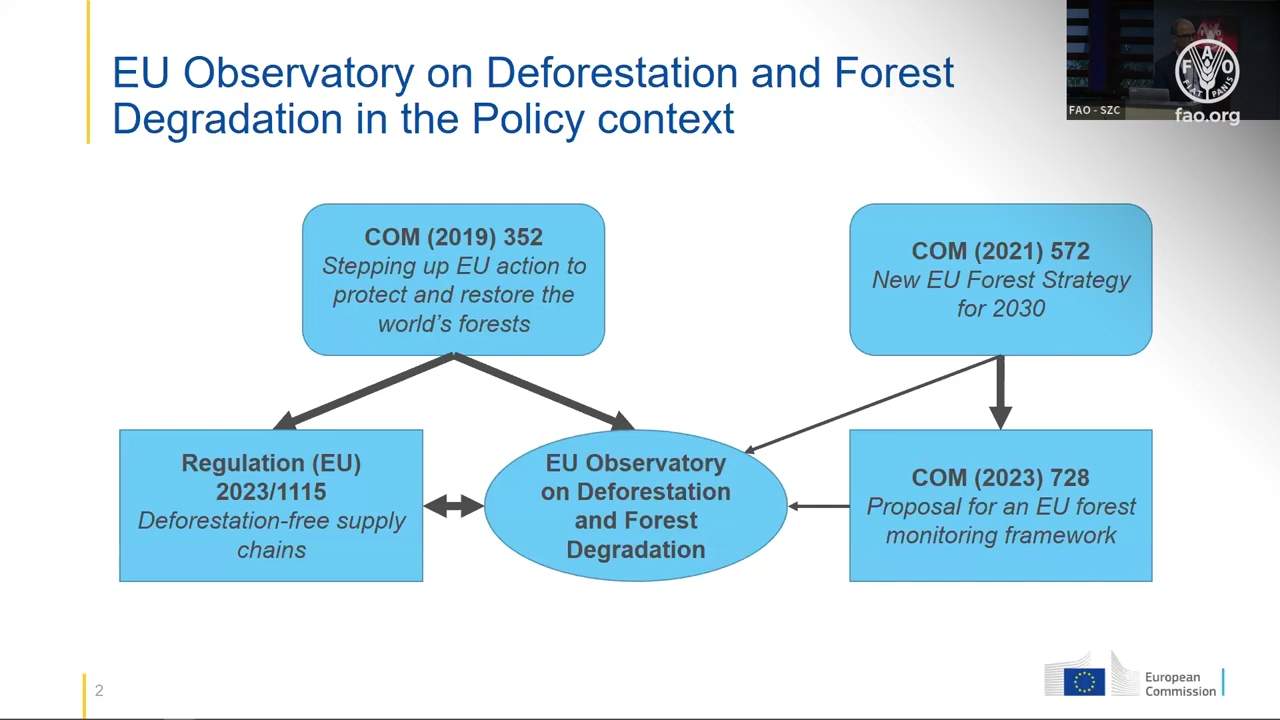 EU Observatory on Deforestation and Forest
Degradation in the Policy context
FAO - SZC
F A O
FIAT PANIS
fao.org
COM (2019) 352
Stepping up EU action to
protect and restore the
world's forests
COM (2021) 572
New EU Forest Strategy
for 2030
Regulation (EU)
2023/1115
Deforestation-free supply
chains
EU Observatory
on Deforestation
and Forest
Degradation
COM (2023) 728
Proposal for an EU forest
monitoring framework
2
European
Commission